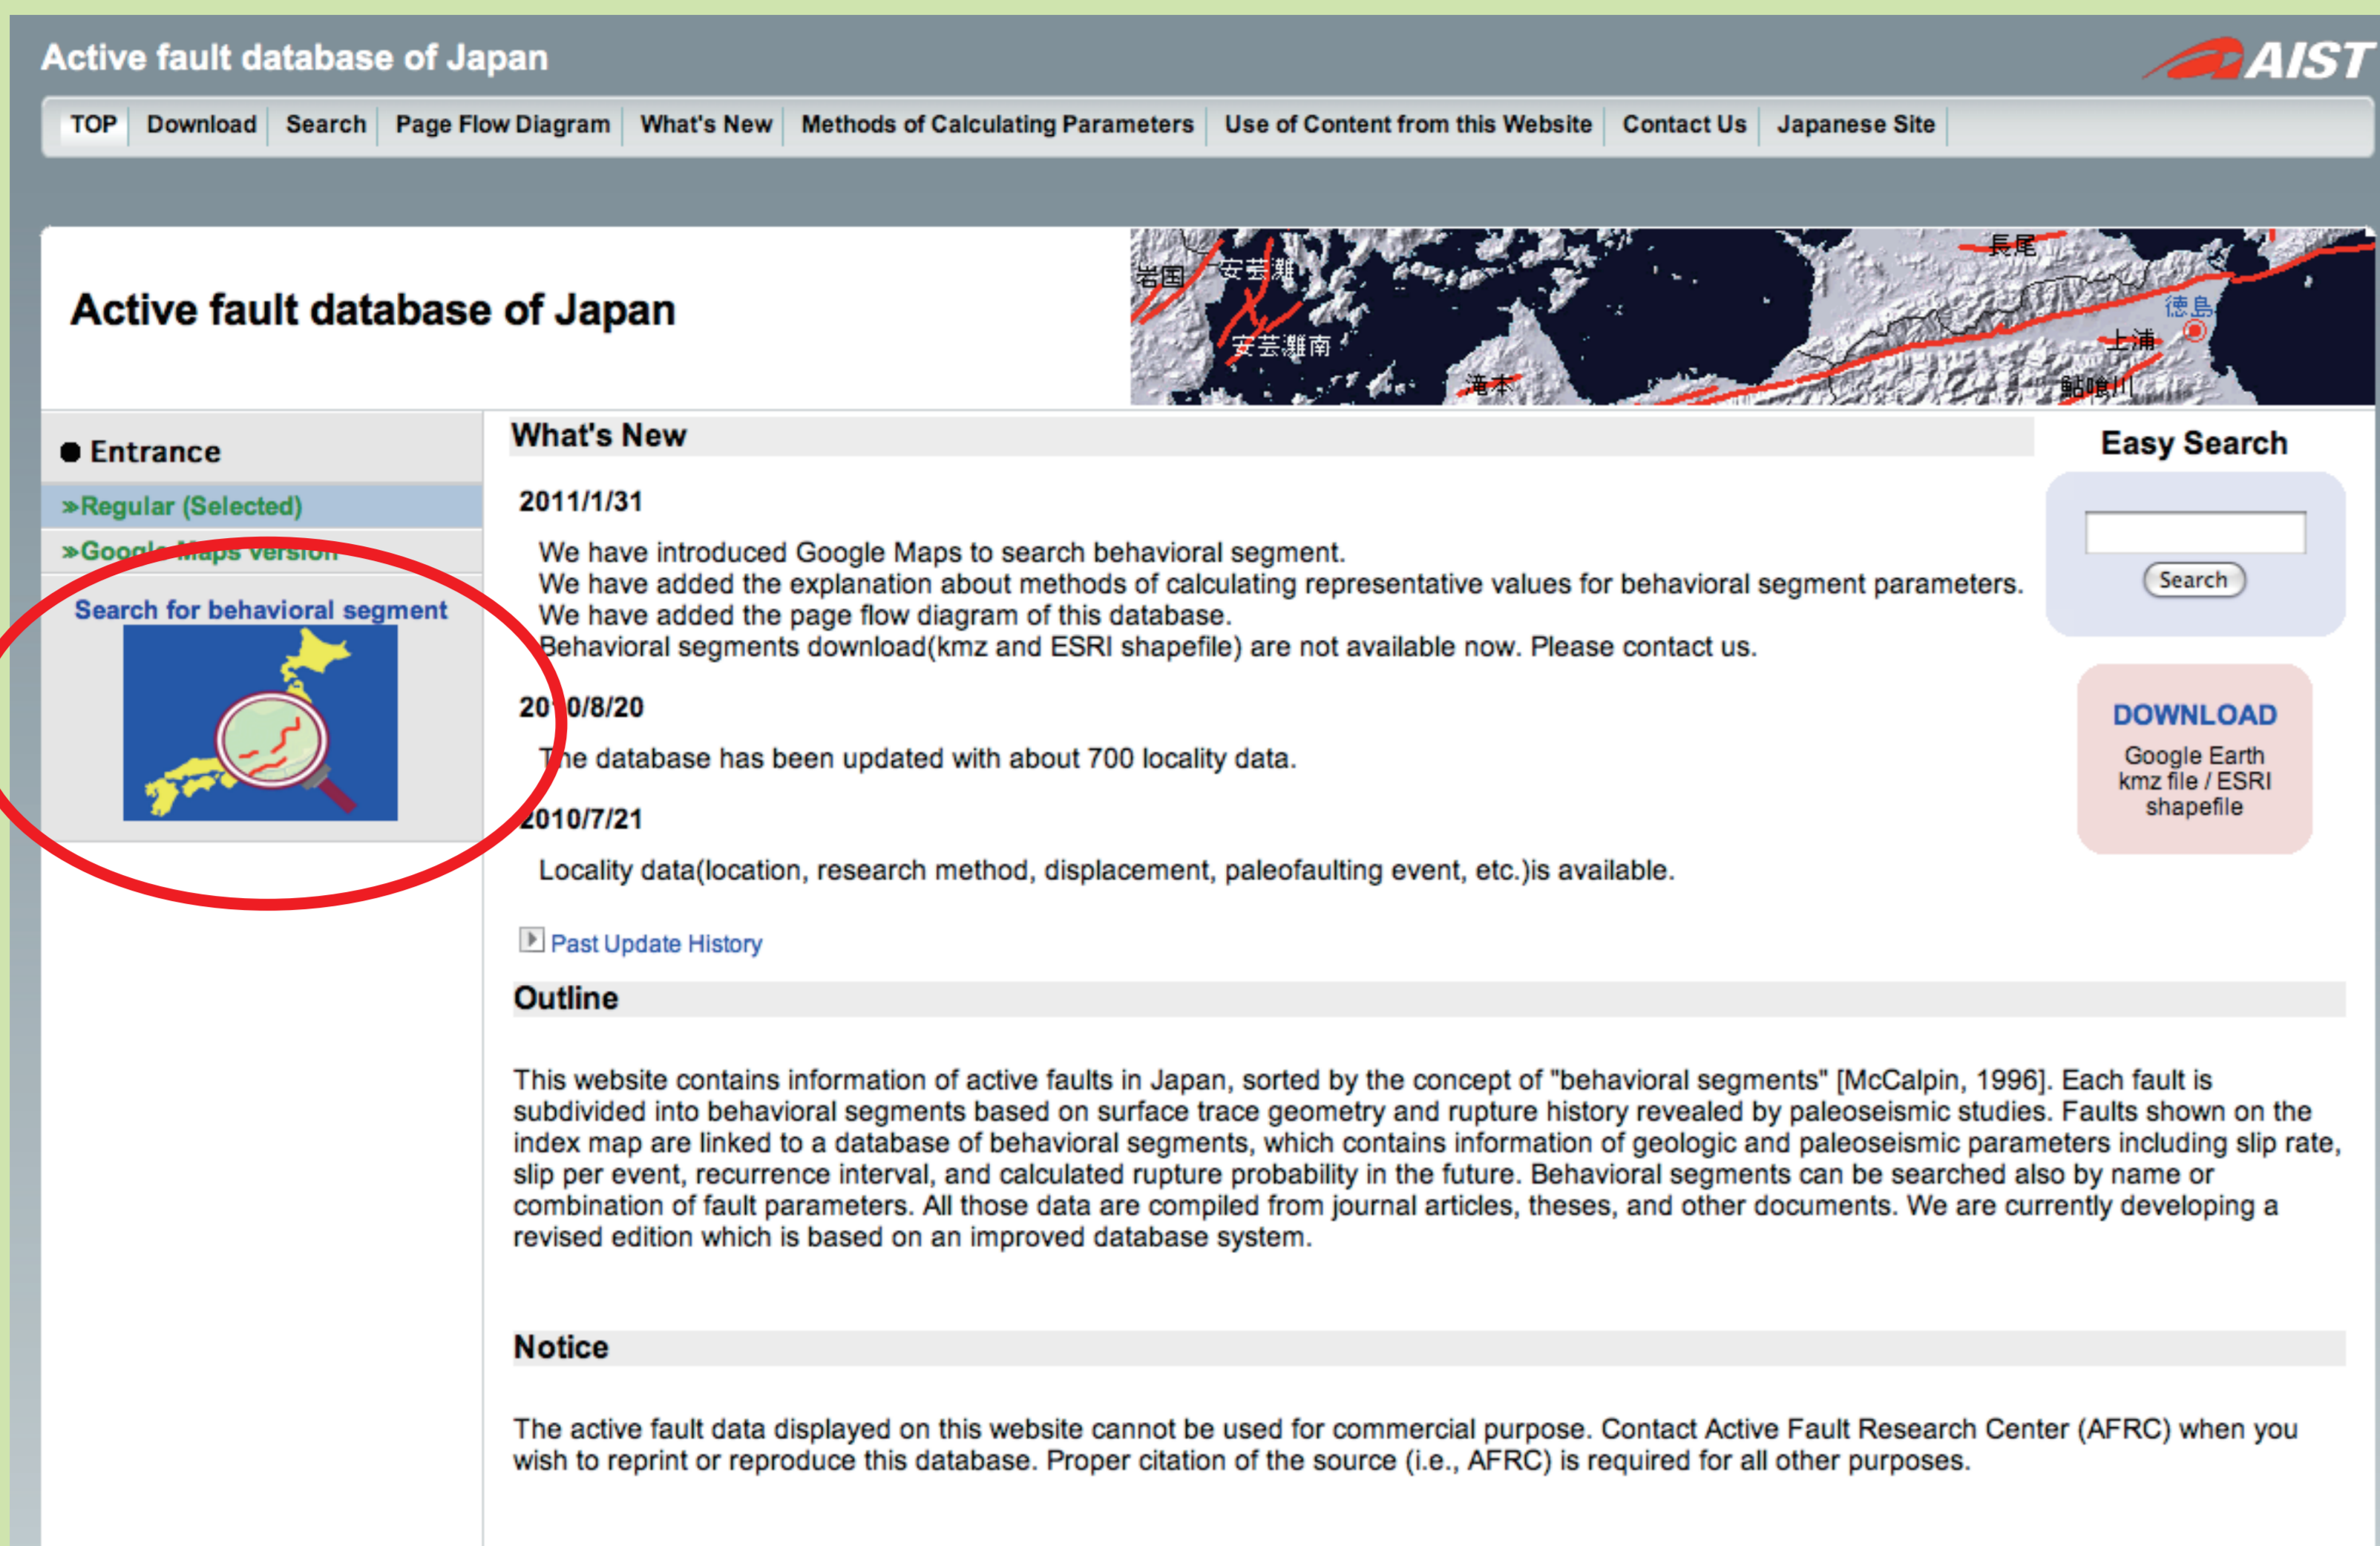 Active fault database of Japan
AIST
TOP Download Search Page Flow Diagram What's New Methods of Calculating Parameters Use of Content from this Website Contact Us Japanese Site
Active fault database of Japan
岩国
安芸灘
安芸灘南
滝本
長尾
徳島
上浦
鮎喰川
Entrance
»Regular (Selected)
»Google Maps version
Search for behavioral segment
What's New
2011/1/31
We have introduced Google Maps to search behavioral segment.
We have added the explanation about methods of calculating representative values for behavioral segment parameters.
We have added the page flow diagram of this database.
Behavioral segments download(kmz and ESRI shapefile) are not available now. Please contact us.
2010/8/20
The database has been updated with about 700 locality data.
2010/7/21
Locality data(location, research method, displacement, paleofaulting event, etc.)is available.
Past Update History
Easy Search
Search
DOWNLOAD
Google Earth
kmz file / ESRI
shapefile
Outline
This website contains information of active faults in Japan, sorted by the concept of "behavioral segments" [McCalpin, 1996]. Each fault is
subdivided into behavioral segments based on surface trace geometry and rupture history revealed by paleoseismic studies. Faults shown on the
index map are linked to a database of behavioral segments, which contains information of geologic and paleoseismic parameters including slip rate,
slip per event, recurrence interval, and calculated rupture probability in the future. Behavioral segments can be searched also by name or
combination of fault parameters. All those data are compiled from journal articles, theses, and other documents. We are currently developing a
revised edition which is based on an improved database system.
Notice
The active fault data displayed on this website cannot be used for commercial purpose. Contact Active Fault Research Center (AFRC) when you
wish to reprint or reproduce this database. Proper citation of the source (i.e., AFRC) is required for all other purposes.